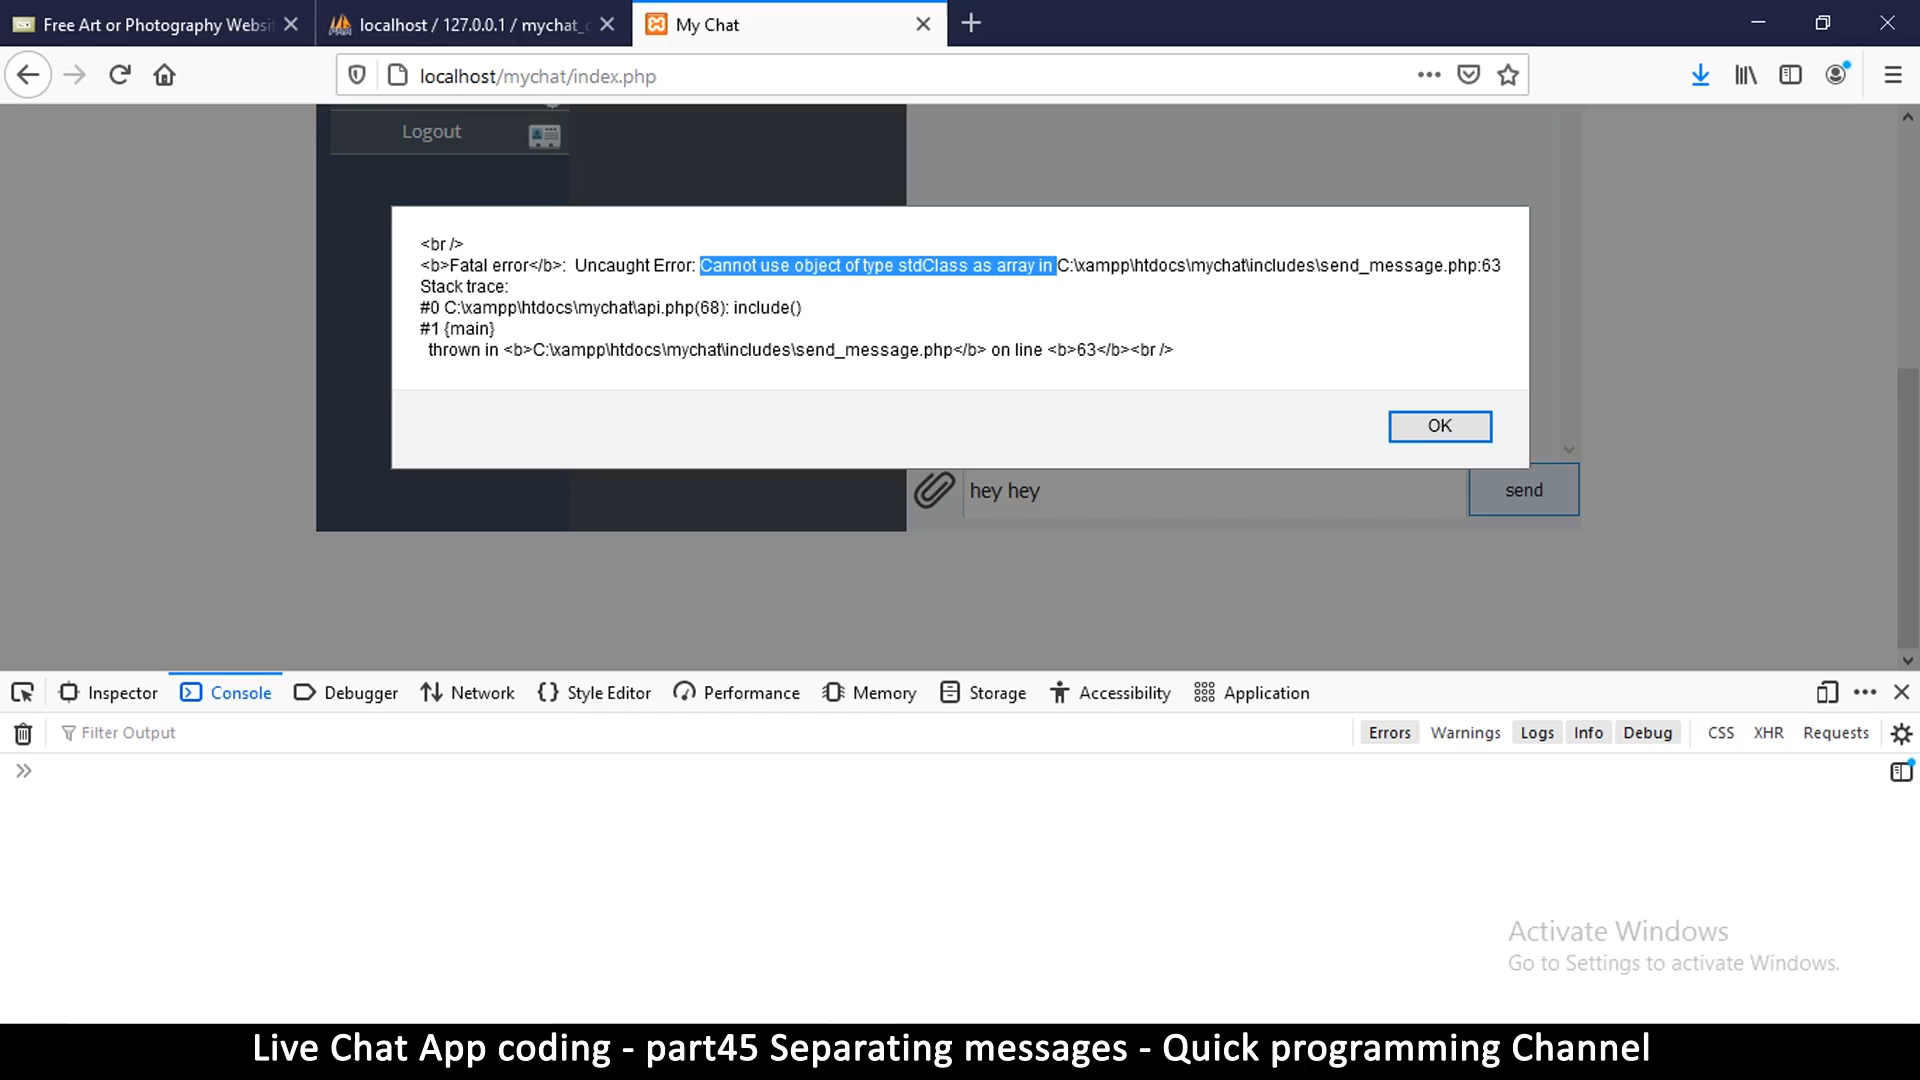 Free Art or Photography Websi
localhost / 127.0.0.1 / mychat_
My Chat
localhost/mychat/index.php
Logout
<br />
<b>Fatal error</b>:  Uncaught Error: Cannot use object of type stdClass as array in C:\xampp\htdocs\mychat\includes\send_message.php:63
Stack trace:
#0 C:\xampp\htdocs\mychat\api.php(68): include()
#1 {main}
  thrown in <b>C:\xampp\htdocs\mychat\includes\send_message.php</b> on line <b>63</b><br />
OK
hey hey
send
Inspector Console Debugger Network Style Editor Performance Memory Storage Accessibility Application
Filter Output
Errors Warnings Logs Info Debug CSS XHR Requests
Activate Windows
Go to Settings to activate Windows.
Live Chat App coding - part45 Separating messages - Quick programming Channel